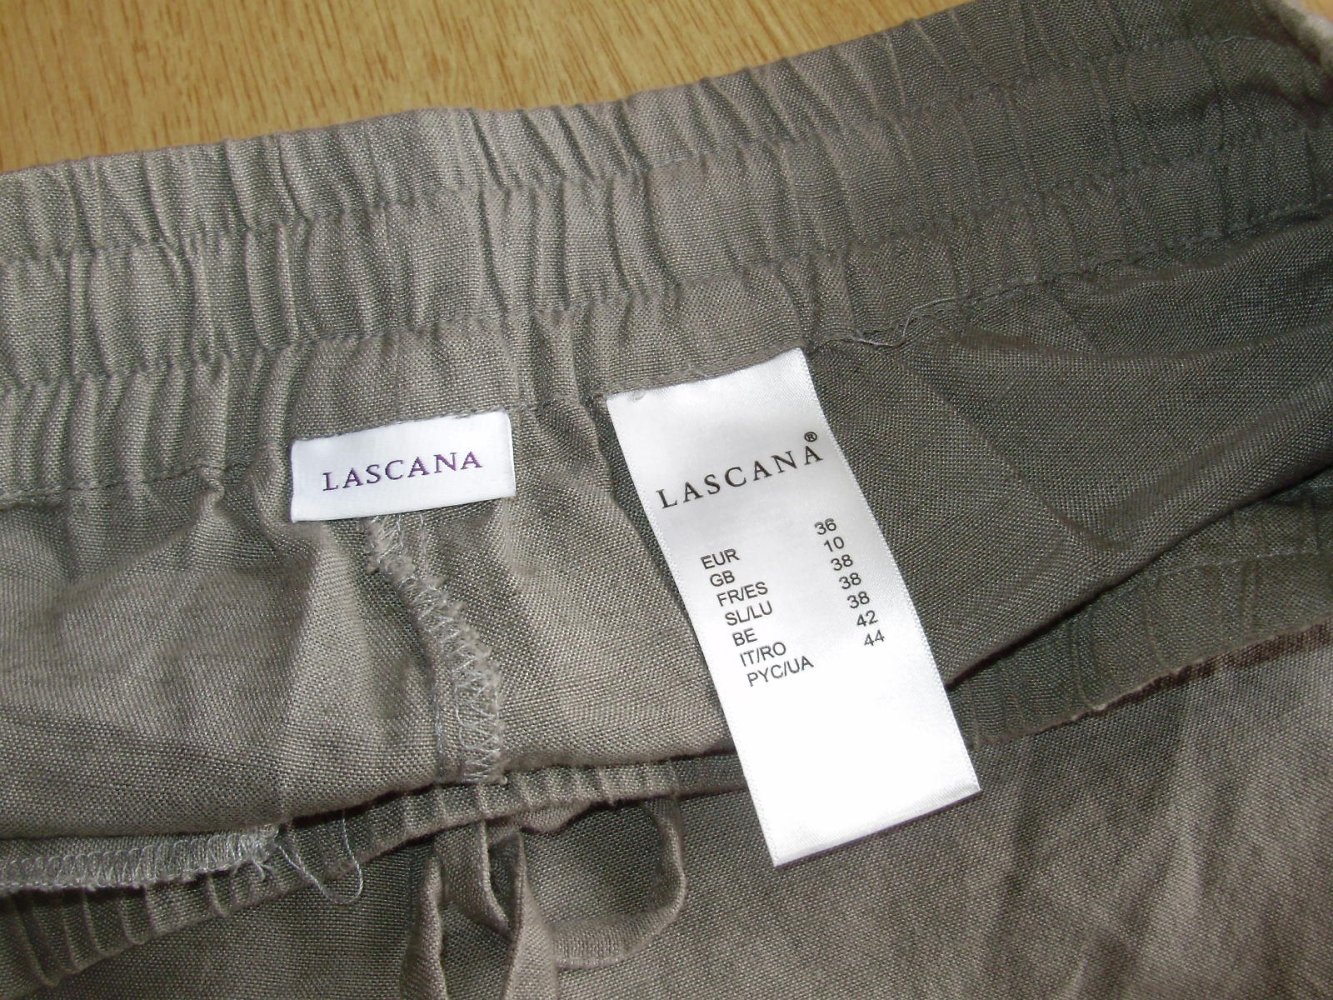 LASCANA
LASCANA®
EUR 36
GB 10
FR/ES 38
SL/LU 38
BE 38
IT/RO 42
PYC/UA 44